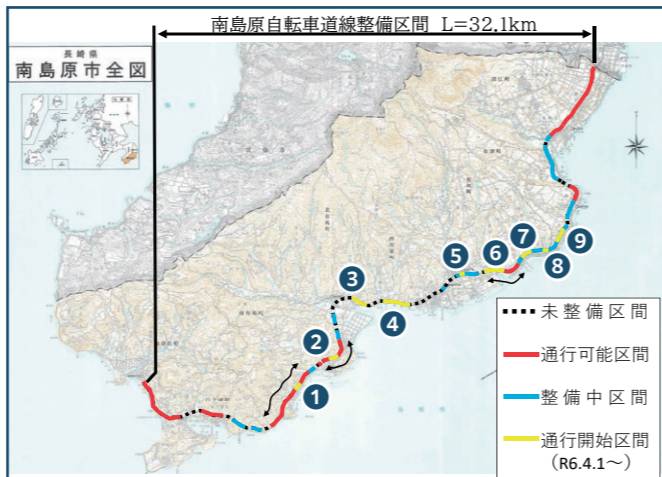 南島原自転車道線整備区間 L=32.1km
長崎県
南島原市全図
1
2
3
4
5
6
7
8
9
未整備区間
通行可能区間
整備中区間
通行開始区間
(R6.4.1～)